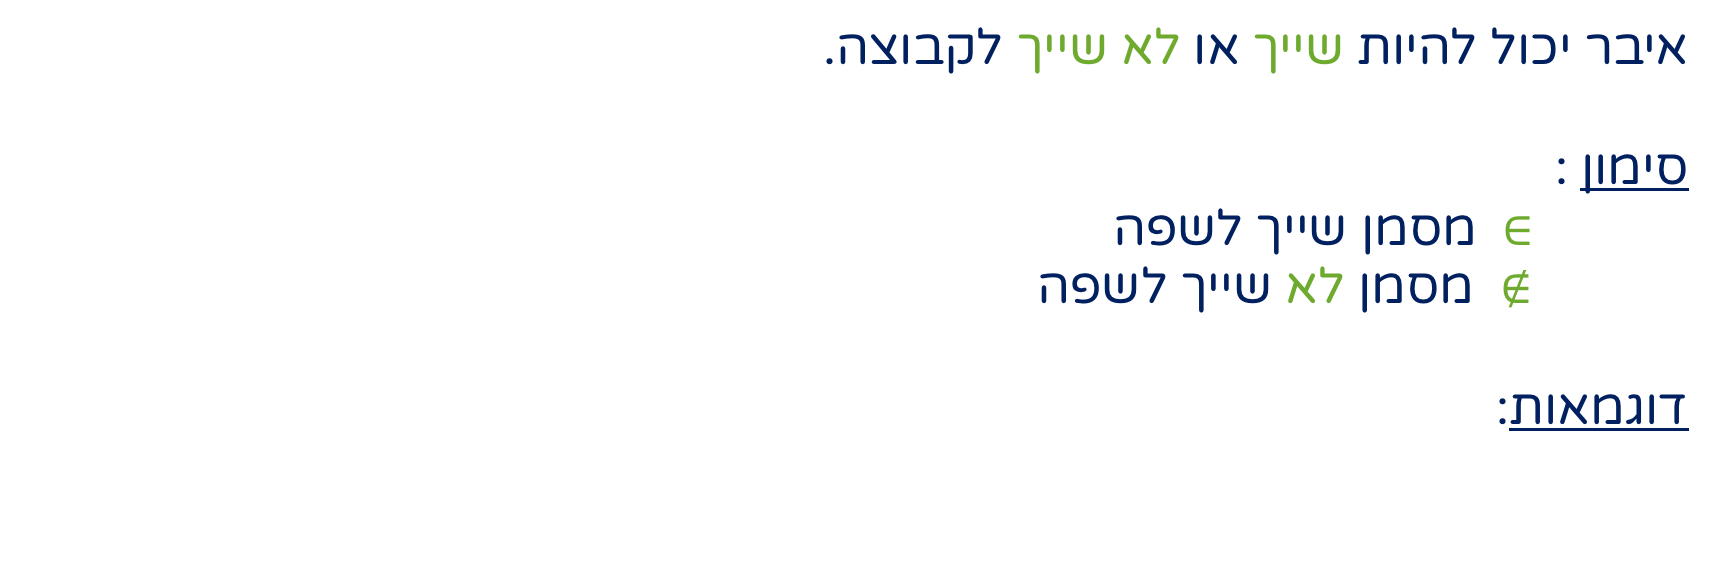 איבר יכול להיות שייך או לא שייך לקבוצה.
סימון :
∈ מסמן שייך לשפה
∉ מסמן לא שייך לשפה
דוגמאות: